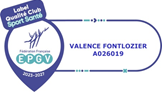 Label
Qualité Club
Sport Santé
Fédération Française
EPGV
2023-2027
VALENCE FONTLOZIER
A026019